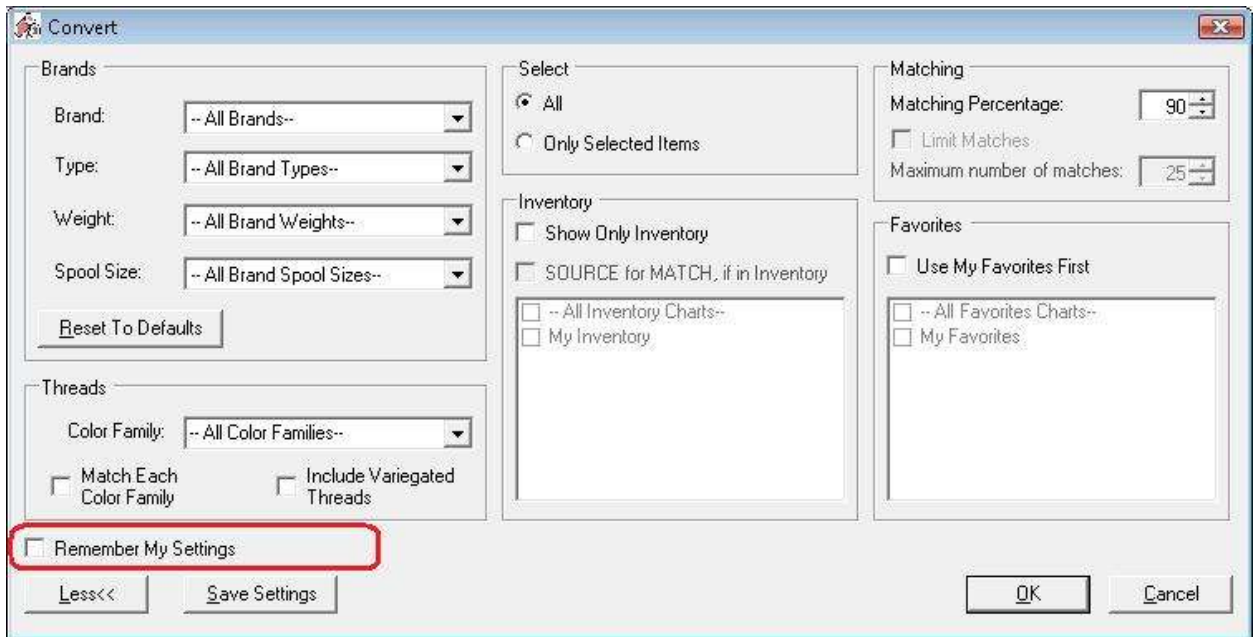 Convert
Brands
Brand:
-- All Brands--
Type:
-- All Brand Types--
Weight:
-- All Brand Weights--
Spool Size:
-- All Brand Spool Sizes--
Reset To Defaults
Threads
Color Family:
-- All Color Families--
Match Each
Color Family
Include Variegated
Threads
Remember My Settings
Less<<
Save Settings
Select
All
Only Selected Items
Inventory
Show Only Inventory
SOURCE for MATCH, if in Inventory
-- All Inventory Charts--
My Inventory
Matching
Matching Percentage:
90
Limit Matches
Maximum number of matches:
25
Favorites
Use My Favorites First
-- All Favorites Charts--
My Favorites
OK
Cancel